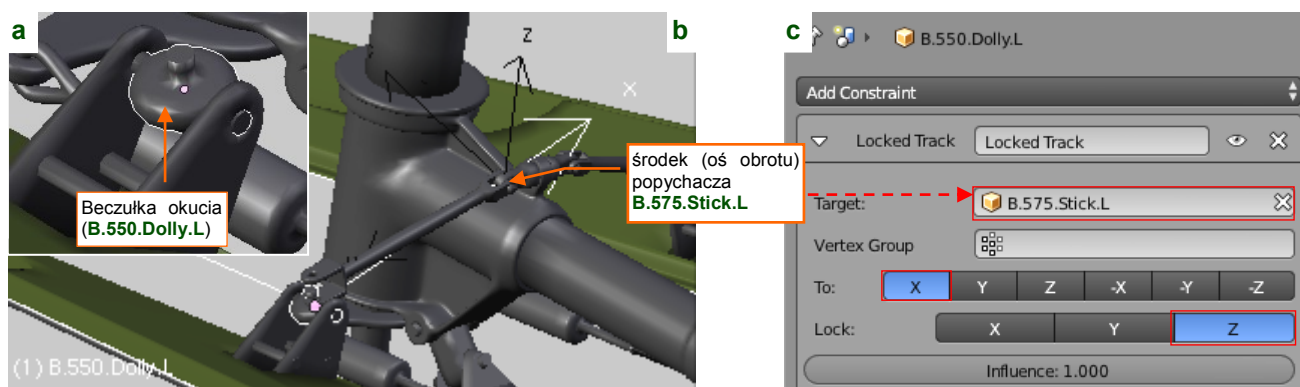 a
Beczułka okucia
(B.550.Dolly.L)
b
Z
X
środek (oś obrotu)
popychacza
B.575.Stick.L
(1) B.550.Dolly.L
c
B.550.Dolly.L
Add Constraint
Locked Track
Locked Track
Target:
B.575.Stick.L
Vertex Group
To:
X
Y
Z
-X
-Y
-Z
Lock:
X
Y
Z
Influence: 1.000